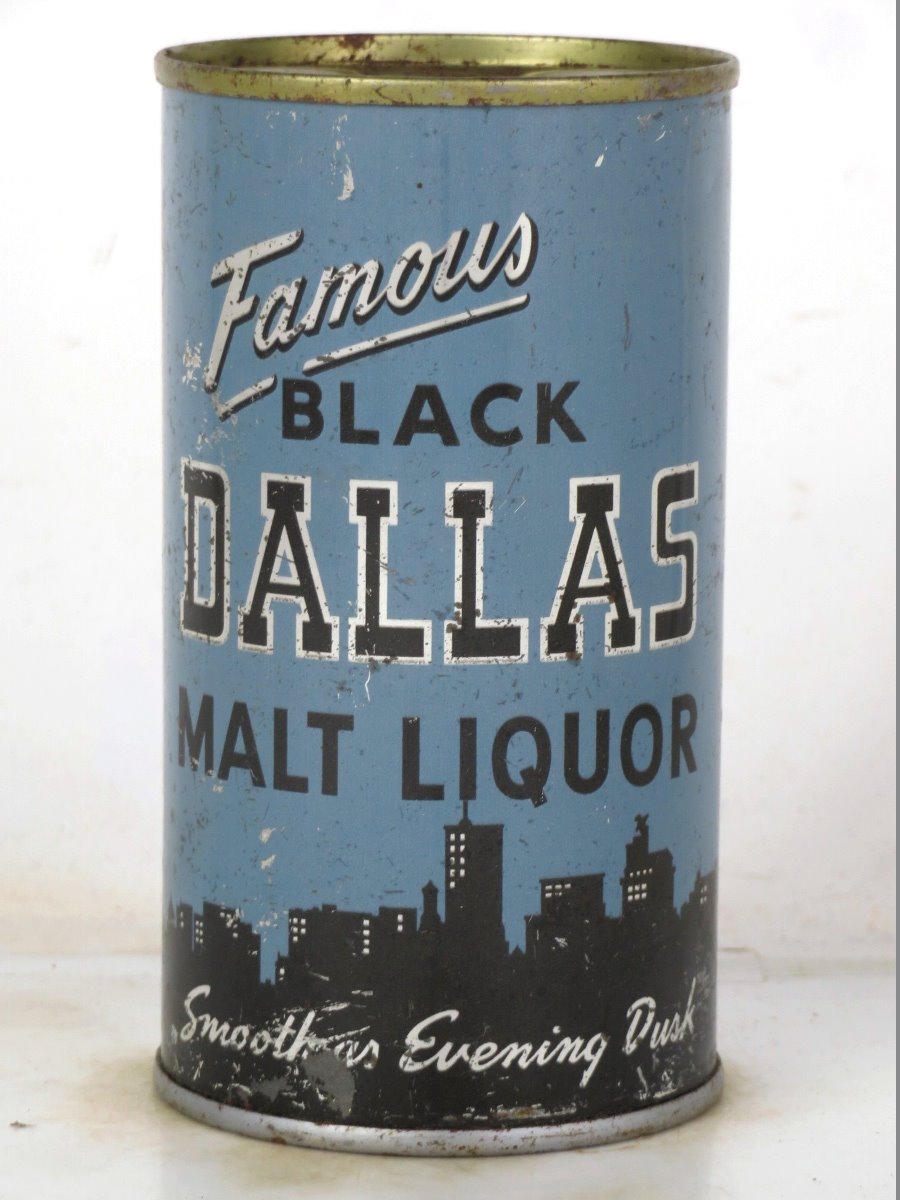 Famous
BLACK
DALLAS
MALT LIQUOR
Smooth as Evening Dusk